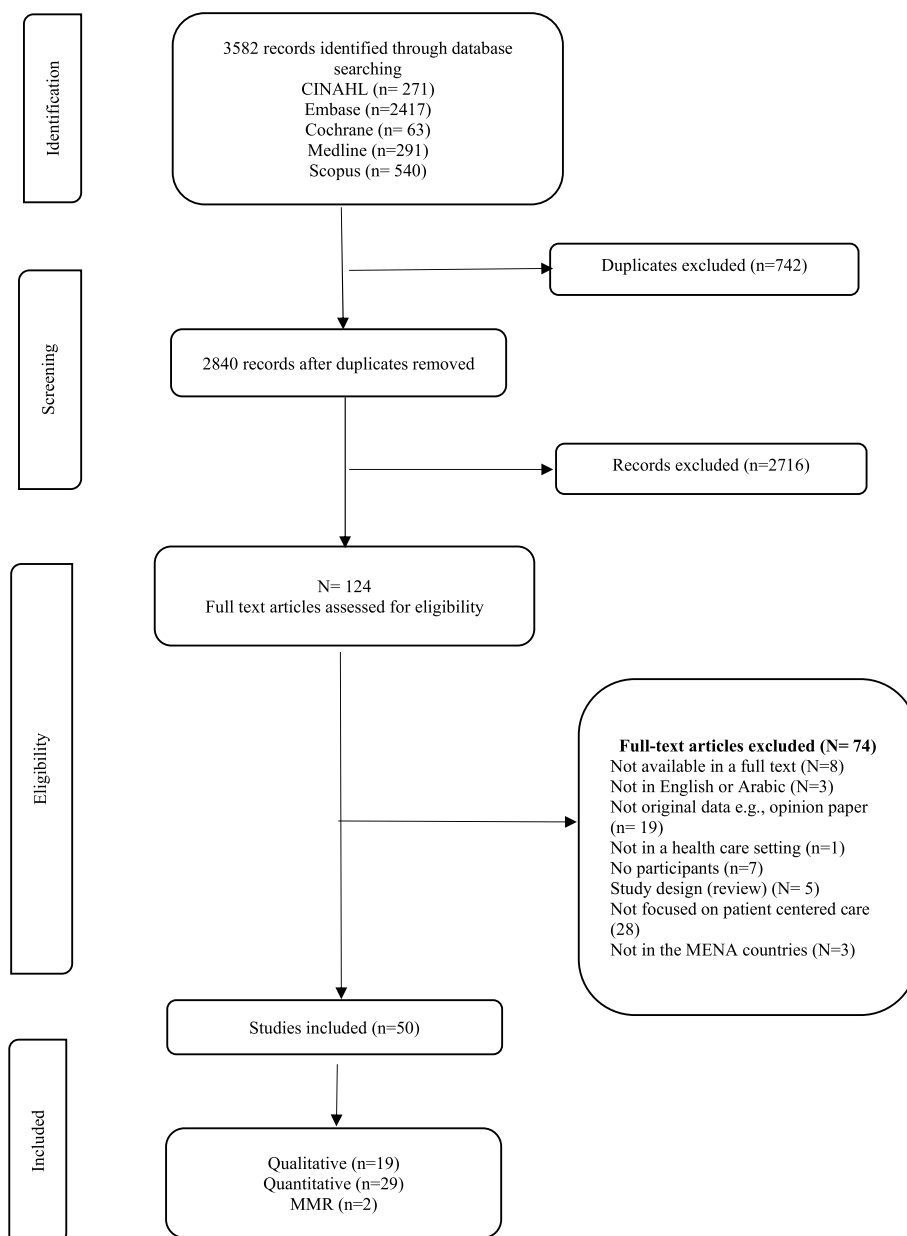 Identification
3582 records identified through database
searching
CINAHL (n= 271)
Embase (n=2417)
Cochrane (n= 63)
Medline (n=291)
Scopus (n= 540)
Screening
Duplicates excluded (n=742)
2840 records after duplicates removed
Records excluded (n=2716)
Eligibility
N= 124
Full text articles assessed for eligibility
Full-text articles excluded (N= 74)
Not available in a full text (N=8)
Not in English or Arabic (N=3)
Not original data e.g., opinion paper
(n= 19)
Not in a health care setting (n=1)
No participants (n=7)
Study design (review) (N= 5)
Not focused on patient centered care
(28)
Not in the MENA countries (N=3)
Studies included (n=50)
Included
Qualitative (n=19)
Quantitative (n=29)
MMR (n=2)